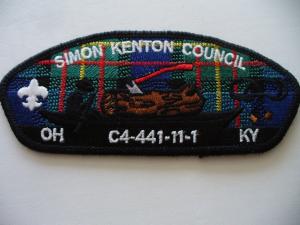 SIMON KENTON COUNCIL
OH C4-441-11-1 KY